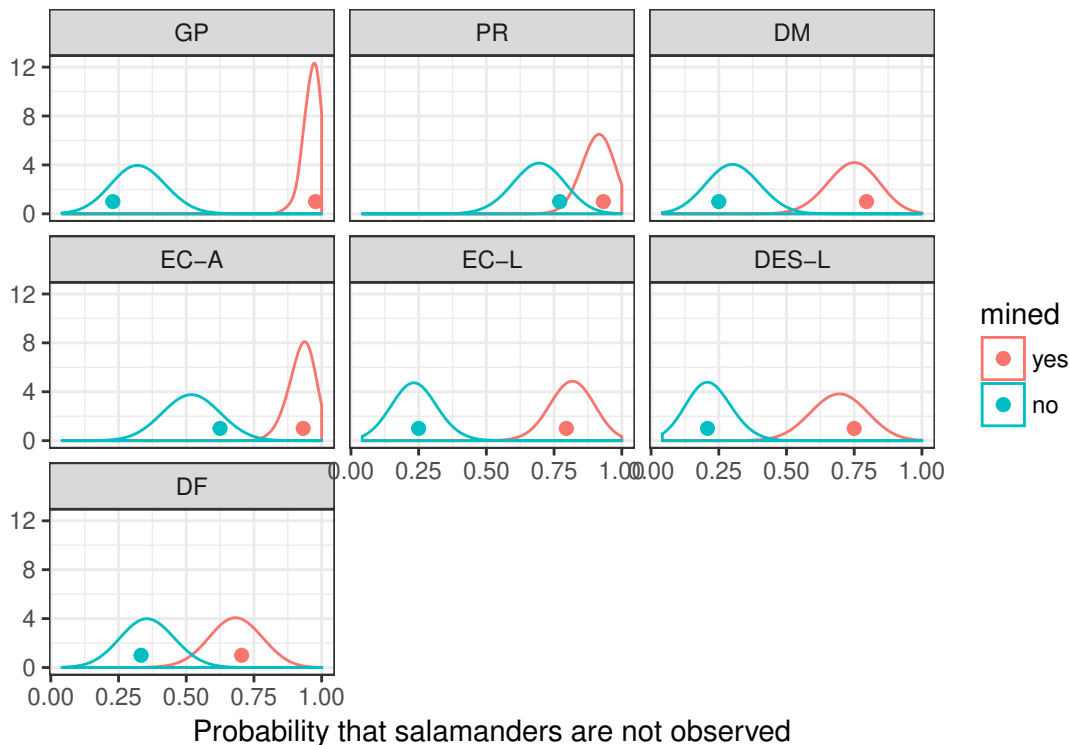 GP PR DM
12
8
4
0
EC−A EC−L DES−L
12
8
4
0
0.00 0.25 0.50 0.75 1.00 0.00 0.25 0.50 0.75 1.00
DF
12
8
4
0
0.00 0.25 0.50 0.75 1.00
Probability that salamanders are not observed
mined
yes
no